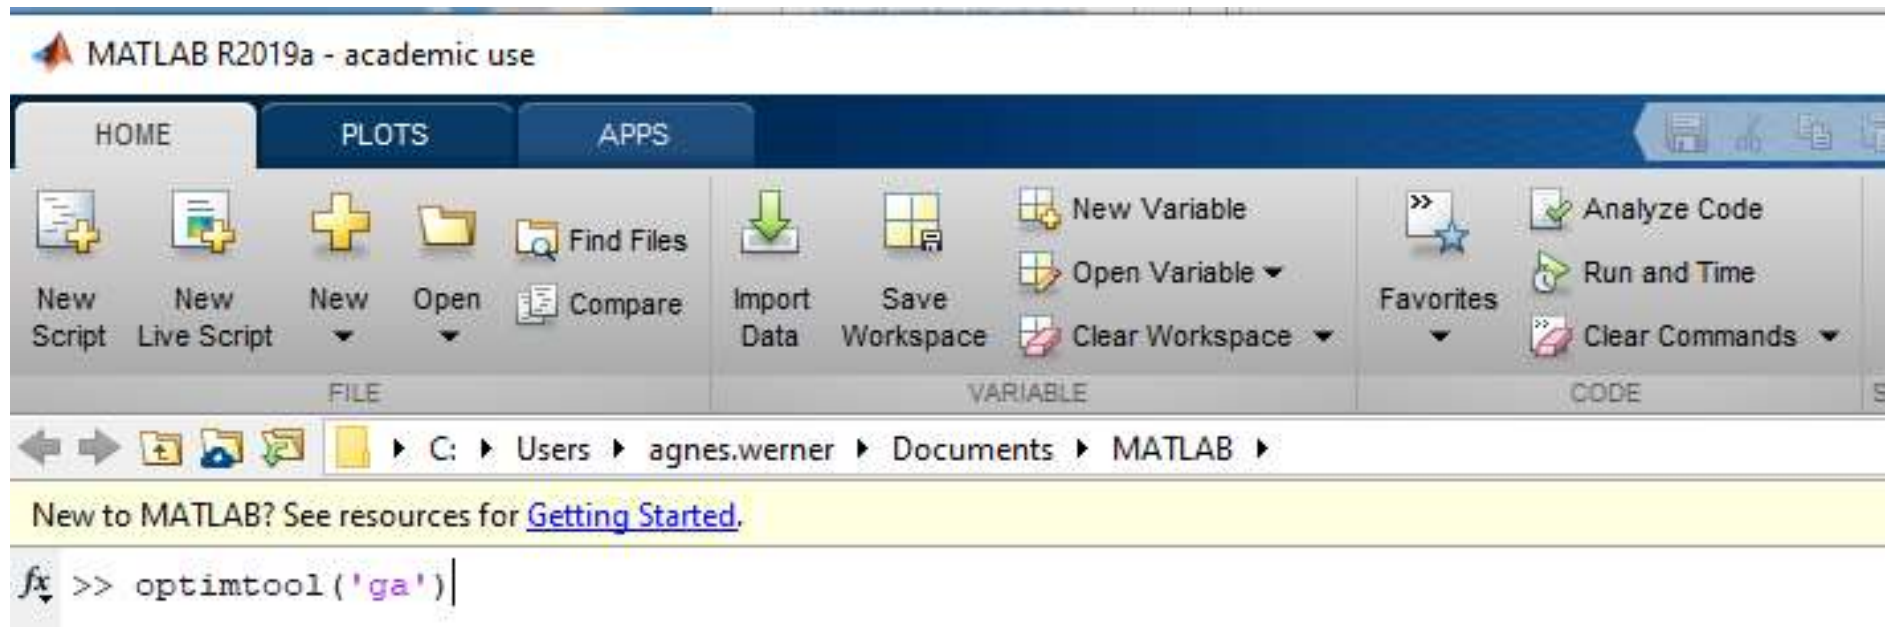 MATLAB R2019a - academic use
HOME PLOTS APPS
New Script
New Live Script
New
Open
Find Files
Compare
Import Data
Save Workspace
New Variable
Open Variable
Clear Workspace
Favorites
Analyze Code
Run and Time
Clear Commands
FILE VARIABLE CODE S
C: Users agnes.werner Documents MATLAB
New to MATLAB? See resources for Getting Started.
fx >> optimtool('ga')